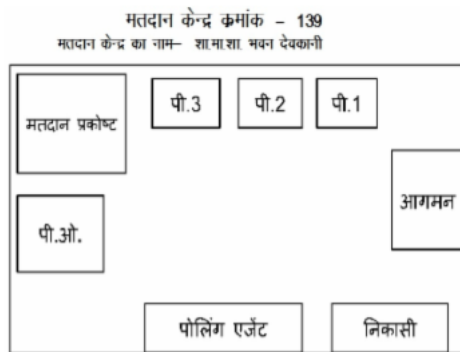 मतदान केन्द्र क्रमांक – 139
मतदान केन्द्र का नाम– शा.मा.शा. भवन देवकानी
मतदान प्रकोष्ट
पी.3
पी.2
पी.1
आगमन
पी.ओ.
पोलिंग एजेंट
निकासी